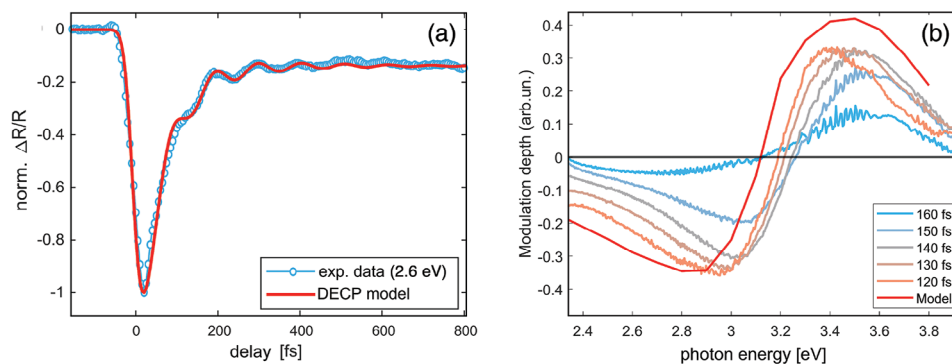 (a)
norm. ΔR/R
0
-0.2
-0.4
-0.6
-0.8
-1
exp. data (2.6 eV)
DECP model
0 200 400 600 800
delay [fs]
(b)
Modulation depth (arb.un.)
0.4
0.3
0.2
0.1
0
-0.1
-0.2
-0.3
-0.4
160 fs
150 fs
140 fs
130 fs
120 fs
Model
2.4 2.6 2.8 3 3.2 3.4 3.6 3.8
photon energy [eV]